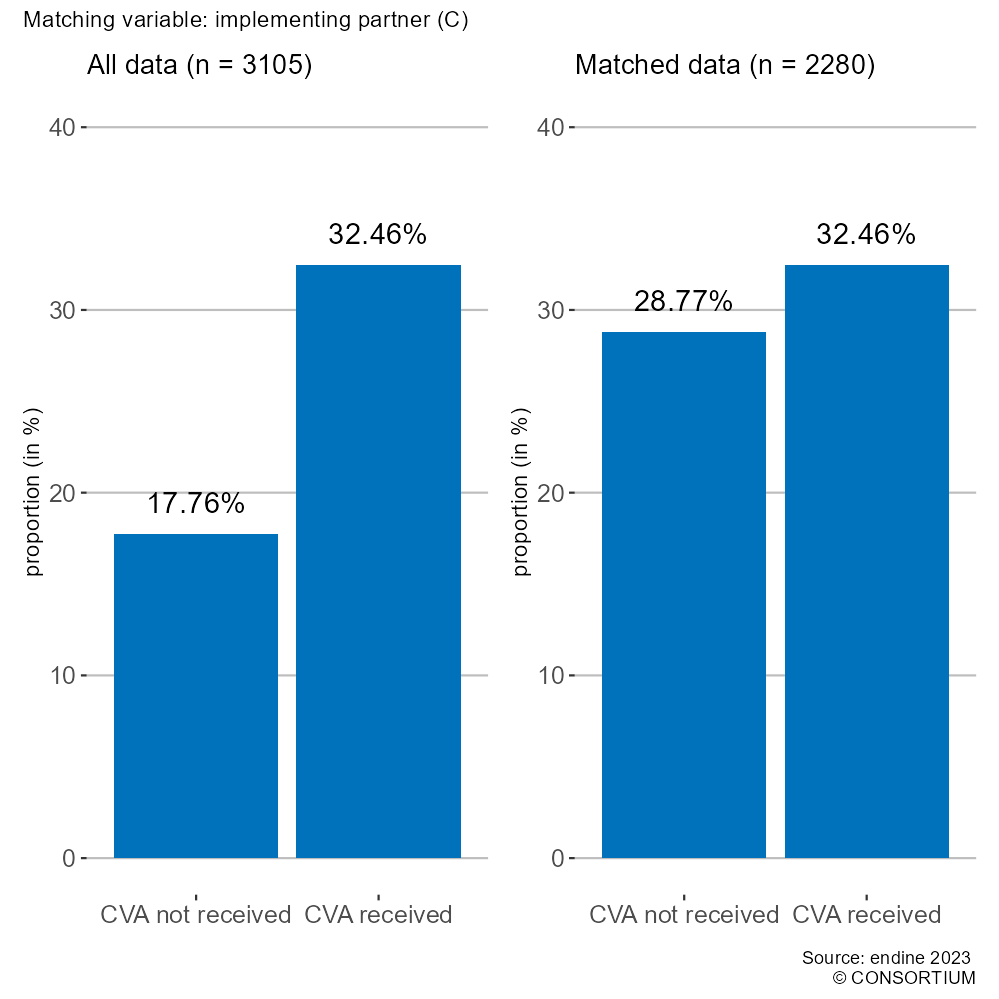 Matching variable: implementing partner (C)
All data (n = 3105)
proportion (in %)
40
30
20
10
0
17.76%
32.46%
CVA not received
CVA received
Matched data (n = 2280)
proportion (in %)
40
30
20
10
0
28.77%
32.46%
CVA not received
CVA received
Source: endine 2023
© CONSORTIUM